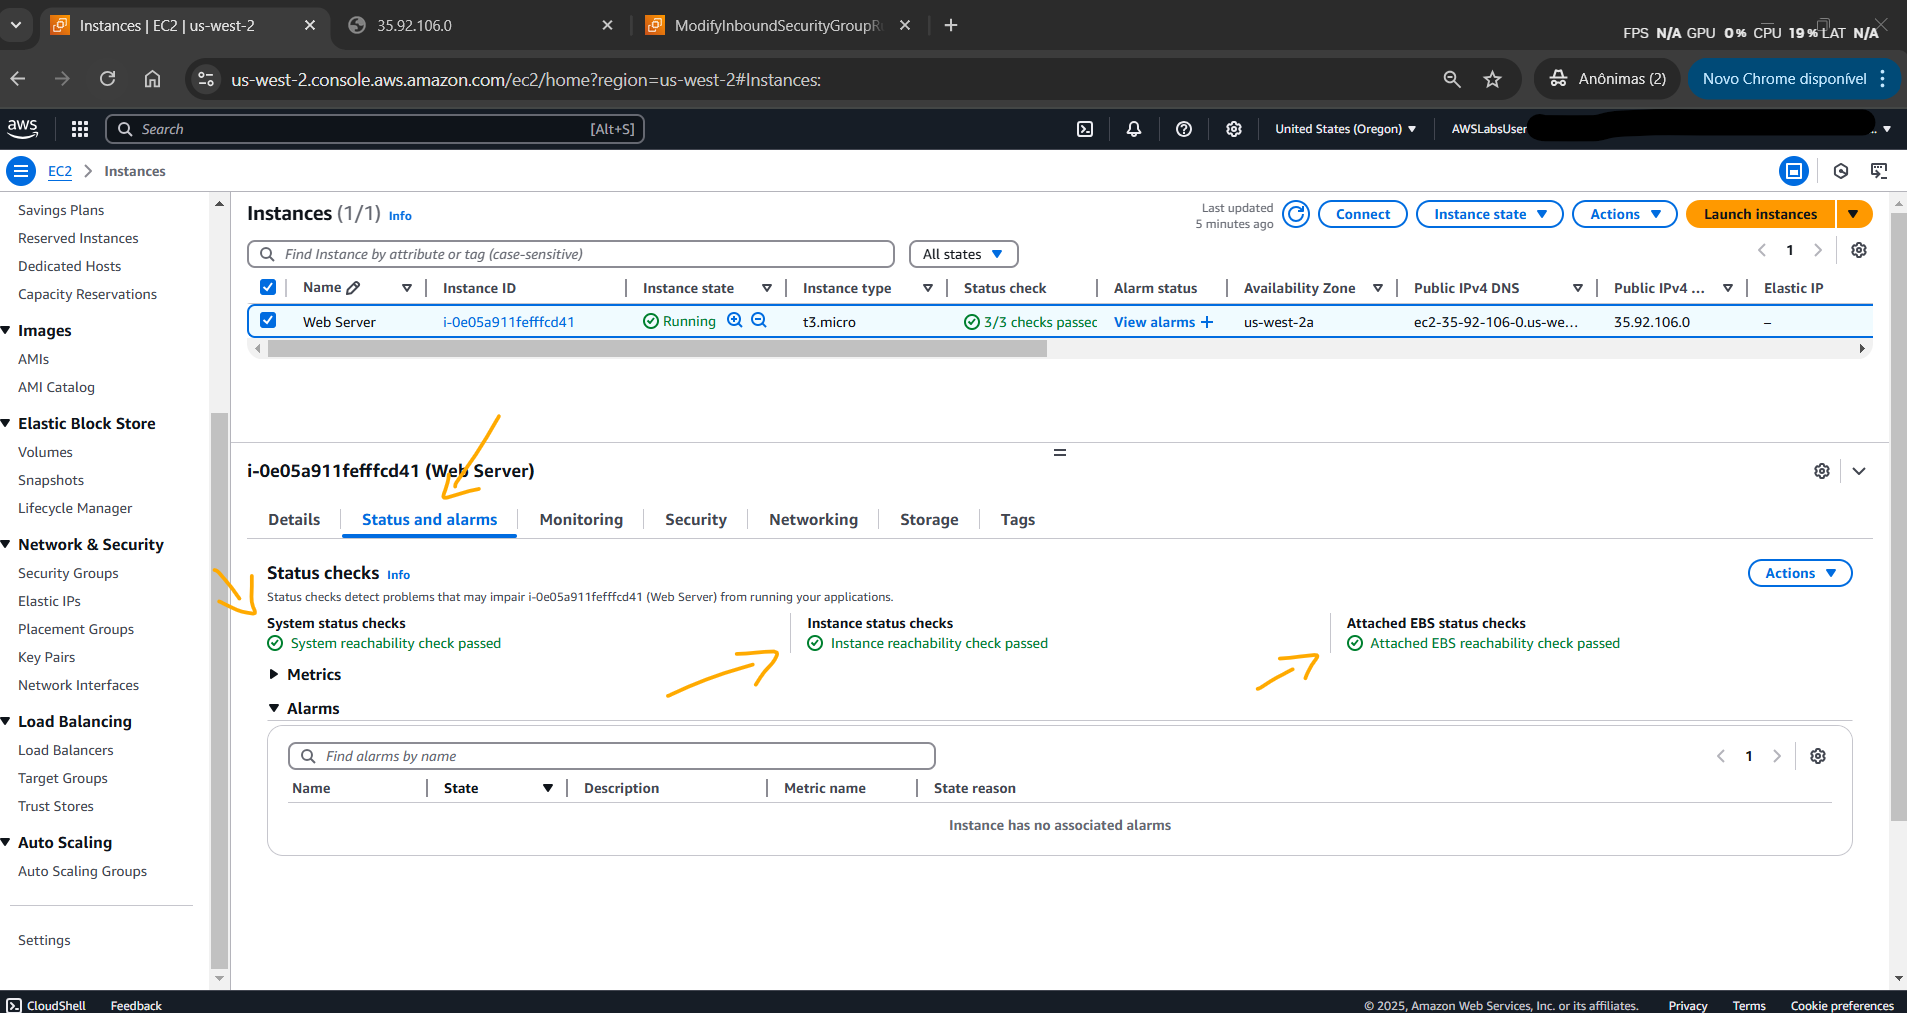 Instances | EC2 | us-west-2
35.92.106.0
ModifyInboundSecurityGroupR
FPS N/A GPU 0% CPU 19% LAT N/A
us-west-2.console.aws.amazon.com/ec2/home?region=us-west-2#Instances:
Anônimas (2)
Novo Chrome disponível
aws
Search
[Alt+S]
United States (Oregon)
AWSLabsUser
EC2
Instances
Savings Plans
Reserved Instances
Dedicated Hosts
Capacity Reservations
Images
AMIs
AMI Catalog
Elastic Block Store
Volumes
Snapshots
Lifecycle Manager
Network & Security
Security Groups
Elastic IPs
Placement Groups
Key Pairs
Network Interfaces
Load Balancing
Load Balancers
Target Groups
Trust Stores
Auto Scaling
Auto Scaling Groups
Settings
Instances (1/1) Info
Last updated
5 minutes ago
Connect
Instance state
Actions
Launch instances
Find Instance by attribute or tag (case-sensitive)
All states
1
Name Instance ID Instance state Instance type Status check Alarm status Availability Zone Public IPv4 DNS Public IPv4 ... Elastic IP
Web Server i-0e05a911fefffcd41 Running t3.micro 3/3 checks passec View alarms + us-west-2a ec2-35-92-106-0.us-we... 35.92.106.0 –
i-0e05a911fefffcd41 (Web Server)
Details Status and alarms Monitoring Security Networking Storage Tags
Status checks Info
Actions
Status checks detect problems that may impair i-0e05a911fefffcd41 (Web Server) from running your applications.
System status checks
System reachability check passed
Instance status checks
Instance reachability check passed
Attached EBS status checks
Attached EBS reachability check passed
Metrics
Alarms
Find alarms by name
1
Name State Description Metric name State reason
Instance has no associated alarms
CloudShell Feedback
© 2025, Amazon Web Services, Inc. or its affiliates. Privacy Terms Cookie preferences